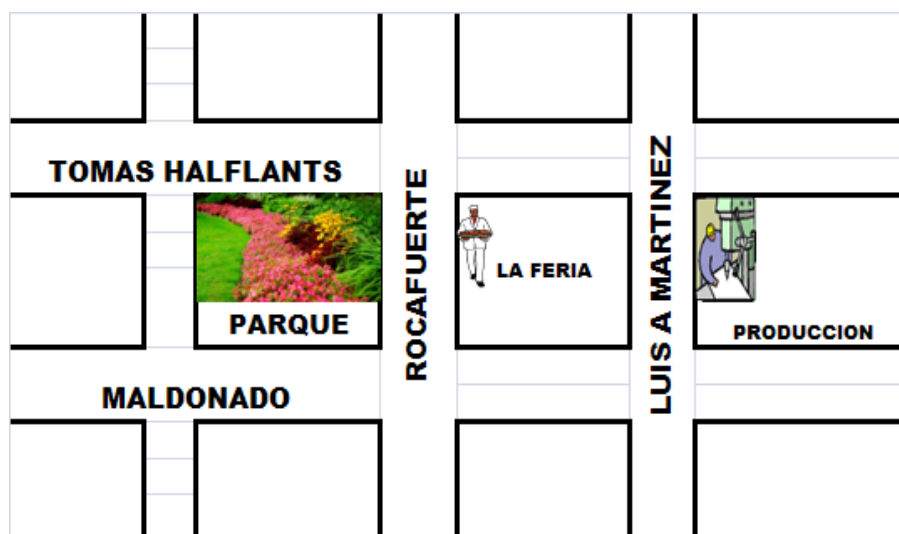 TOMAS HALFLANTS
ROCAFUERTE
LUIS A MARTINEZ
LA FERIA
PARQUE
PRODUCCION
MALDONADO